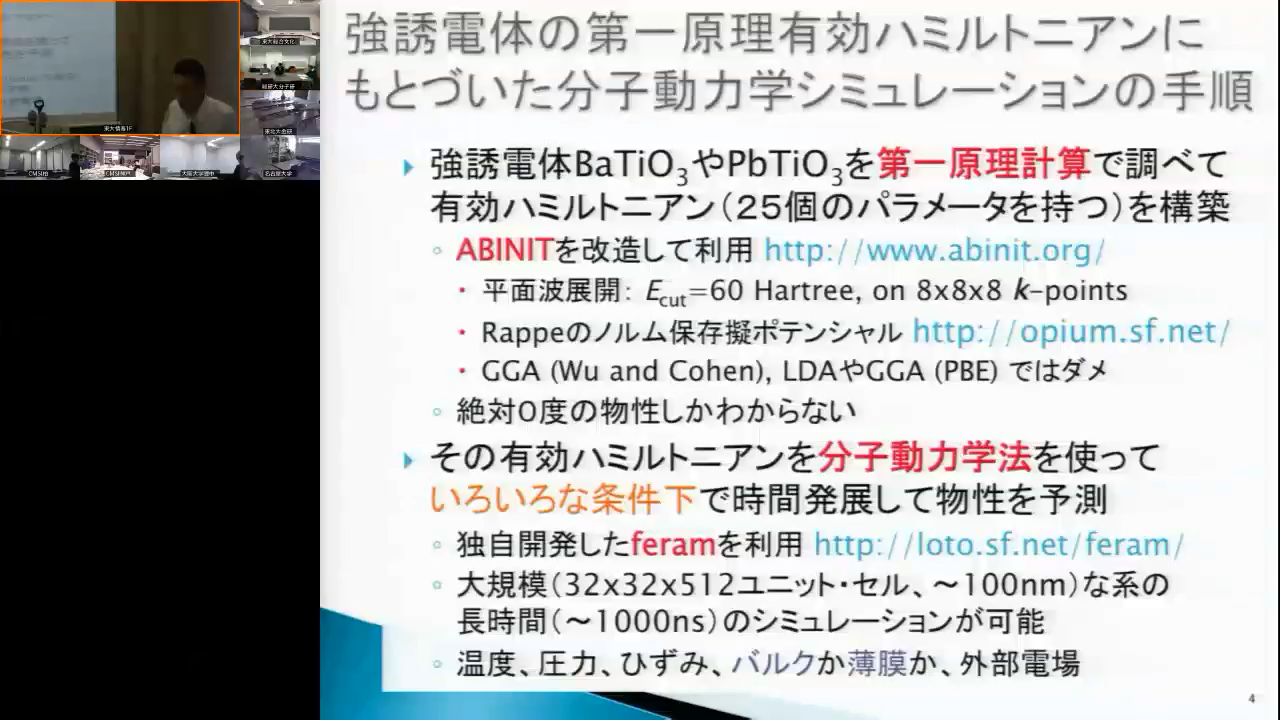 強誘電体の第一原理有効ハミルトニアンに
もとづいた分子動力学シミュレーションの手順
強誘電体BaTiO3やPbTiO3を第一原理計算で調べて
有効ハミルトニアン(25個のパラメータを持つ)を構築
ABINITを改造して利用 http://www.abinit.org/
平面波展開: Ecut=60 Hartree, on 8x8x8 k-points
Rappeのノルム保存擬ポテンシャル http://opium.sf.net/
GGA (Wu and Cohen), LDAやGGA (PBE) ではダメ
絶対0度の物性しかわからない
その有効ハミルトニアンを分子動力学法を使って
いろいろな条件下で時間発展して物性を予測
独自開発したferamを利用 http://loto.sf.net/feram/
大規模(32x32x512ユニット・セル、~100nm)な系の
長時間(~1000ns)のシミュレーションが可能
温度、圧力、ひずみ、バルクか薄膜か、外部電場
4
東北大金研
名古屋大学